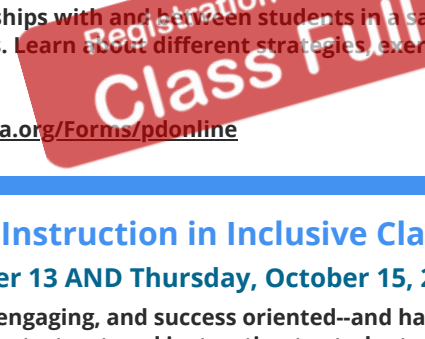 ships with and between students in a sa
s. Learn about different strategies, exer
Registration
Class Full
a.org/Forms/pdonline
Instruction in Inclusive Cla
er 13 AND Thursday, October 15, 2
engaging, and success oriented--and ha